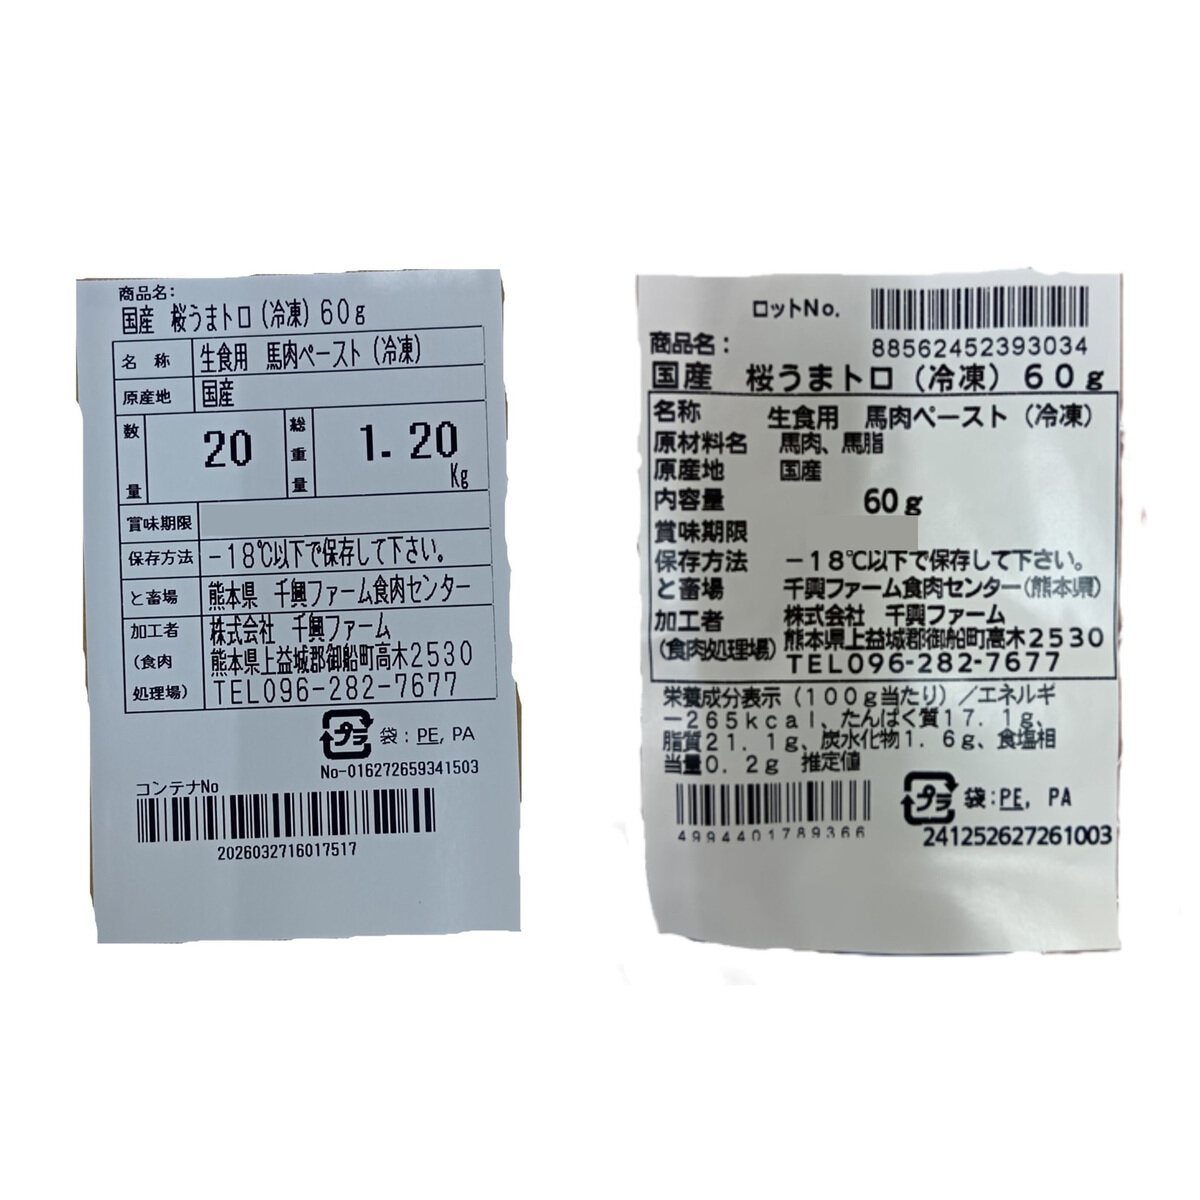 商品名:
国産 桜うまトロ(冷凍)60g
名 称 生食用 馬肉ペースト(冷凍)
原産地 国産
数量 20 総重量 1.20Kg
賞味期限
保存方法 -18℃以下で保存して下さい。
と畜場 熊本県 千興ファーム食肉センター
加工者 株式会社 千興ファーム
(食肉 熊本県上益城郡御船町高木2530
処理場) TEL096-282-7677
プラ 袋:PE, PA
No-016272659341503
コンテナNo
2026032716017517
ロットNo.
88562452393034
商品名:
国産 桜うまトロ(冷凍)60g
名称 生食用 馬肉ペースト(冷凍)
原材料名 馬肉、馬脂
原産地 国産
内容量 60g
賞味期限
保存方法 -18℃以下で保存して下さい。
と畜場 千興ファーム食肉センター(熊本県)
加工者 株式会社 千興ファーム
(食肉処理場) 熊本県上益城郡御船町高木2530
TEL096-282-7677
栄養成分表示(100g当たり)/エネルギ
ー265kcal、たんぱく質17.1g、
脂質21.1g、炭水化物1.6g、食塩相
当量0.2g 推定値
プラ 袋:PE, PA
4994401789366
241252627261003